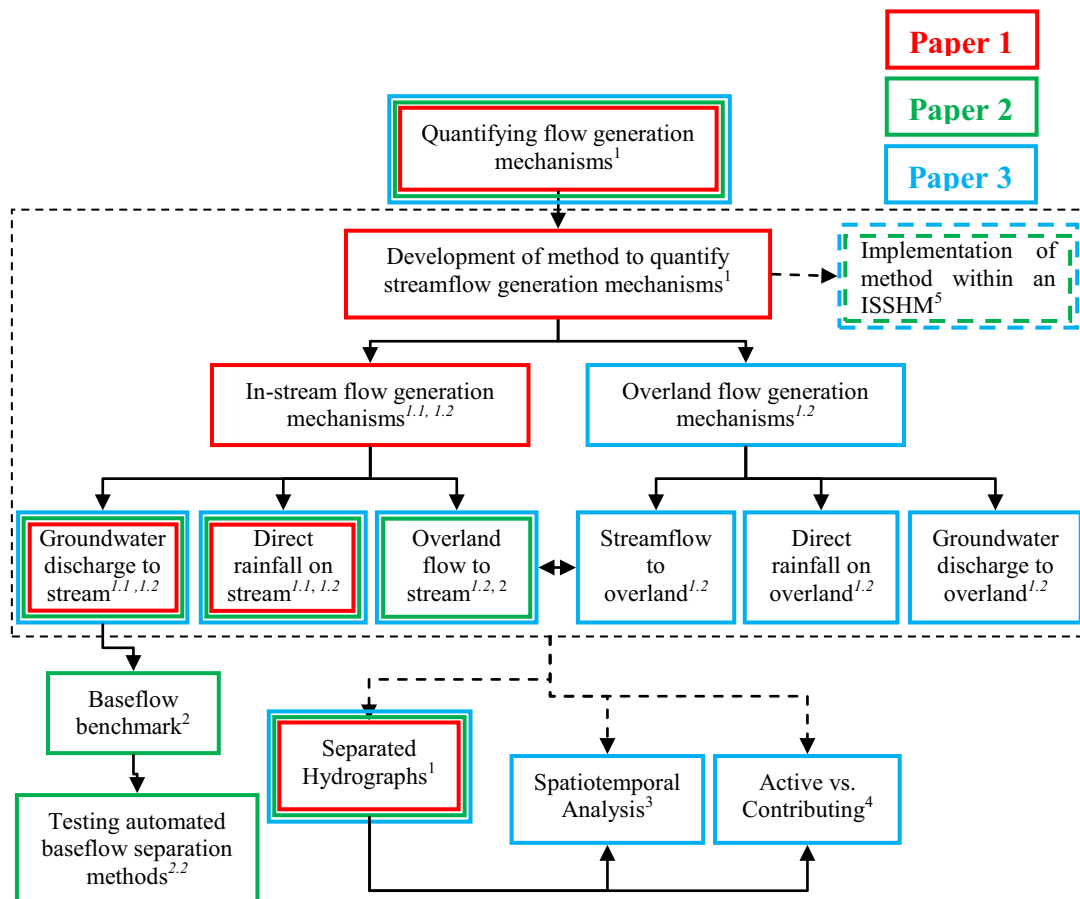 Paper 1
Paper 2
Paper 3
Quantifying flow generation
mechanisms1
Development of method to quantify
streamflow generation mechanisms1
Implementation of
method within an
ISSHM5
In-stream flow generation
mechanisms1.1, 1.2
Overland flow generation
mechanisms1.2
Groundwater
discharge to
stream1.1 ,1.2
Direct
rainfall on
stream1.1, 1.2
Overland
flow to
stream1.2, 2
Streamflow
to
overland1.2
Direct
rainfall on
overland1.2
Groundwater
discharge to
overland1.2
Baseflow
benchmark2
Separated
Hydrographs1
Spatiotemporal
Analysis3
Active vs.
Contributing4
Testing automated
baseflow separation
methods2.2